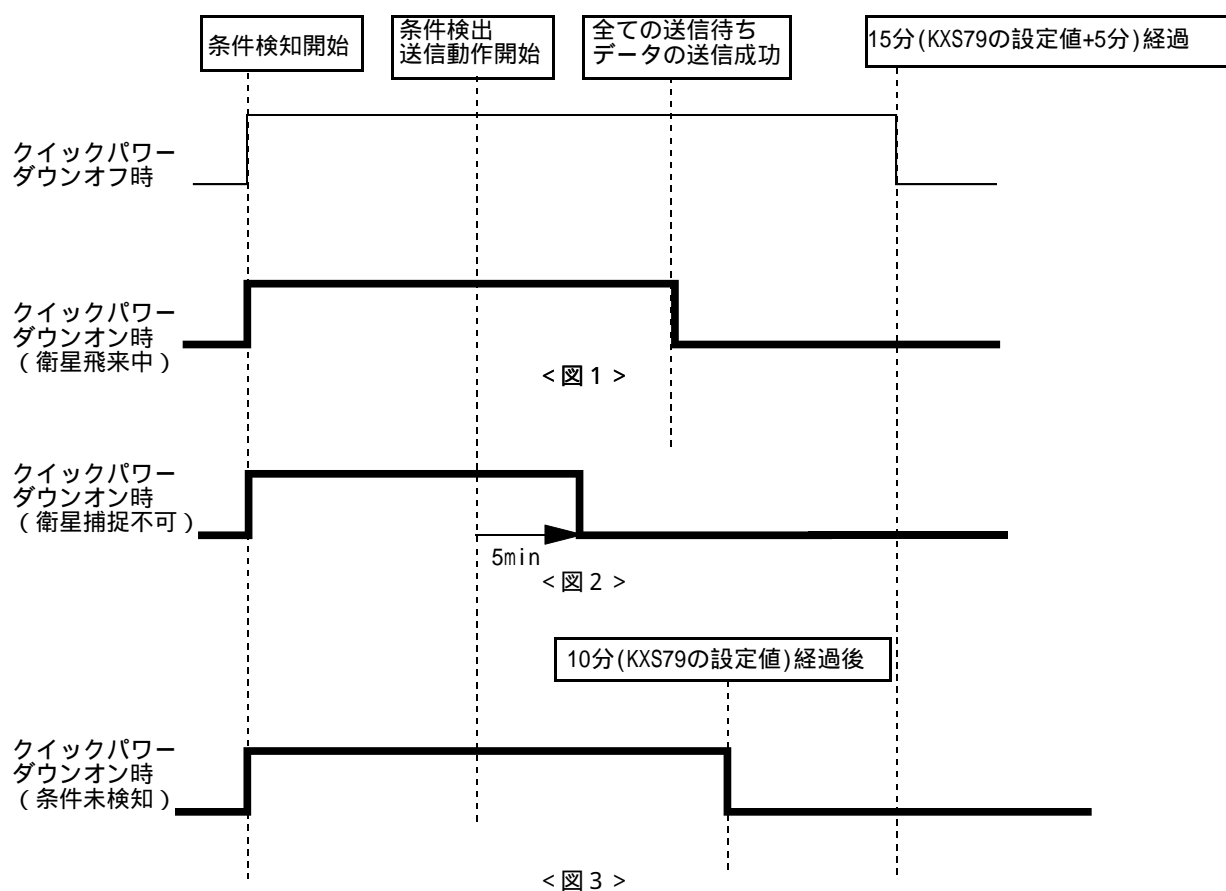 条件検知開始
条件検出
送信動作開始
全ての送信待ち
データの送信成功
15分(KXS79の設定値+5分)経過
クイックパワー
ダウンオフ時
クイックパワー
ダウンオン時
(衛星飛来中)
<図1>
クイックパワー
ダウンオン時
(衛星捕捉不可)
5min
<図2>
10分(KXS79の設定値)経過後
クイックパワー
ダウンオン時
(条件未検知)
<図3>